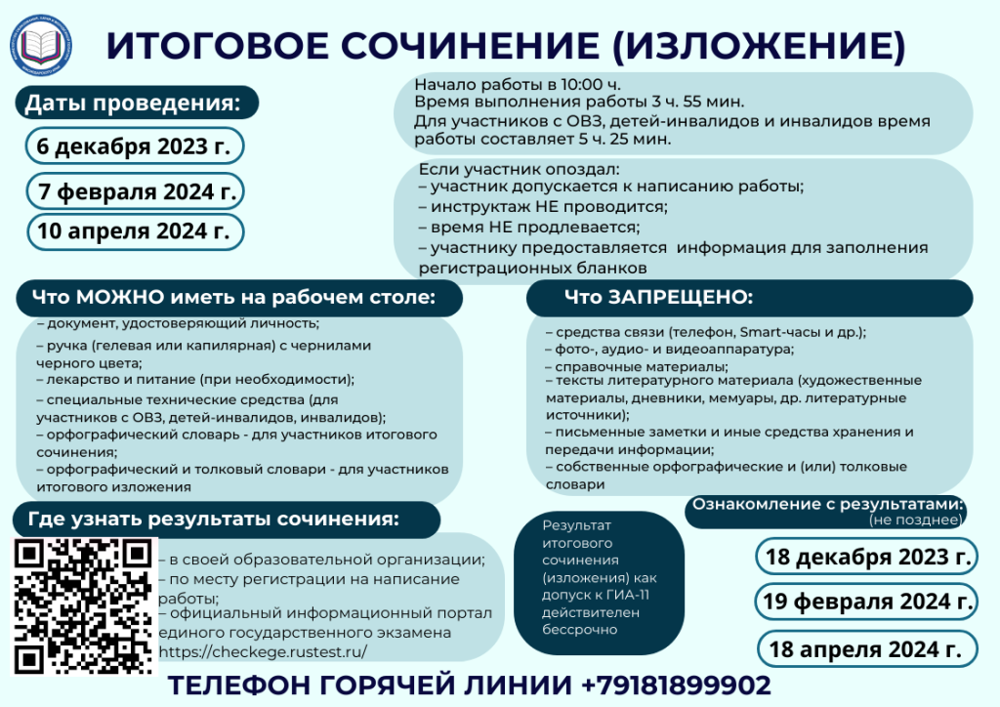 ИТОГОВОЕ СОЧИНЕНИЕ (ИЗЛОЖЕНИЕ)
Даты проведения:
6 декабря 2023 г.
7 февраля 2024 г.
10 апреля 2024 г.
Начало работы в 10:00 ч.
Время выполнения работы 3 ч. 55 мин.
Для участников с ОВЗ, детей-инвалидов и инвалидов время
работы составляет 5 ч. 25 мин.
Если участник опоздал:
– участник допускается к написанию работы;
– инструктаж НЕ проводится;
– время НЕ продлевается;
– участнику предоставляется информация для заполнения
регистрационных бланков
Что МОЖНО иметь на рабочем столе:
– документ, удостоверяющий личность;
– ручка (гелевая или капилярная) с чернилами
черного цвета;
– лекарство и питание (при необходимости);
– специальные технические средства (для
участников с ОВЗ, детей-инвалидов, инвалидов);
– орфографический словарь - для участников итогового
сочинения;
– орфографический и толковый словари - для участников
итогового изложения
Что ЗАПРЕЩЕНО:
– средства связи (телефон, Smart-часы и др.);
– фото-, аудио- и видеоаппаратура;
– справочные материалы;
– тексты литературного материала (художественные
материалы, дневники, мемуары, др. литературные
источники);
– письменные заметки и иные средства хранения и
передачи информации;
– собственные орфографические и (или) толковые
словари
Где узнать результаты сочинения:
– в своей образовательной организации;
– по месту регистрации на написание
работы;
– официальный информационный портал
единого государственного экзамена
https://checkege.rustest.ru/
Результат
итогового
сочинения
(изложения) как
допуск к ГИА-11
действителен
бессрочно
Ознакомление с результатами:
(не позднее)
18 декабря 2023 г.
19 февраля 2024 г.
18 апреля 2024 г.
ТЕЛЕФОН ГОРЯЧЕЙ ЛИНИИ +79181899902